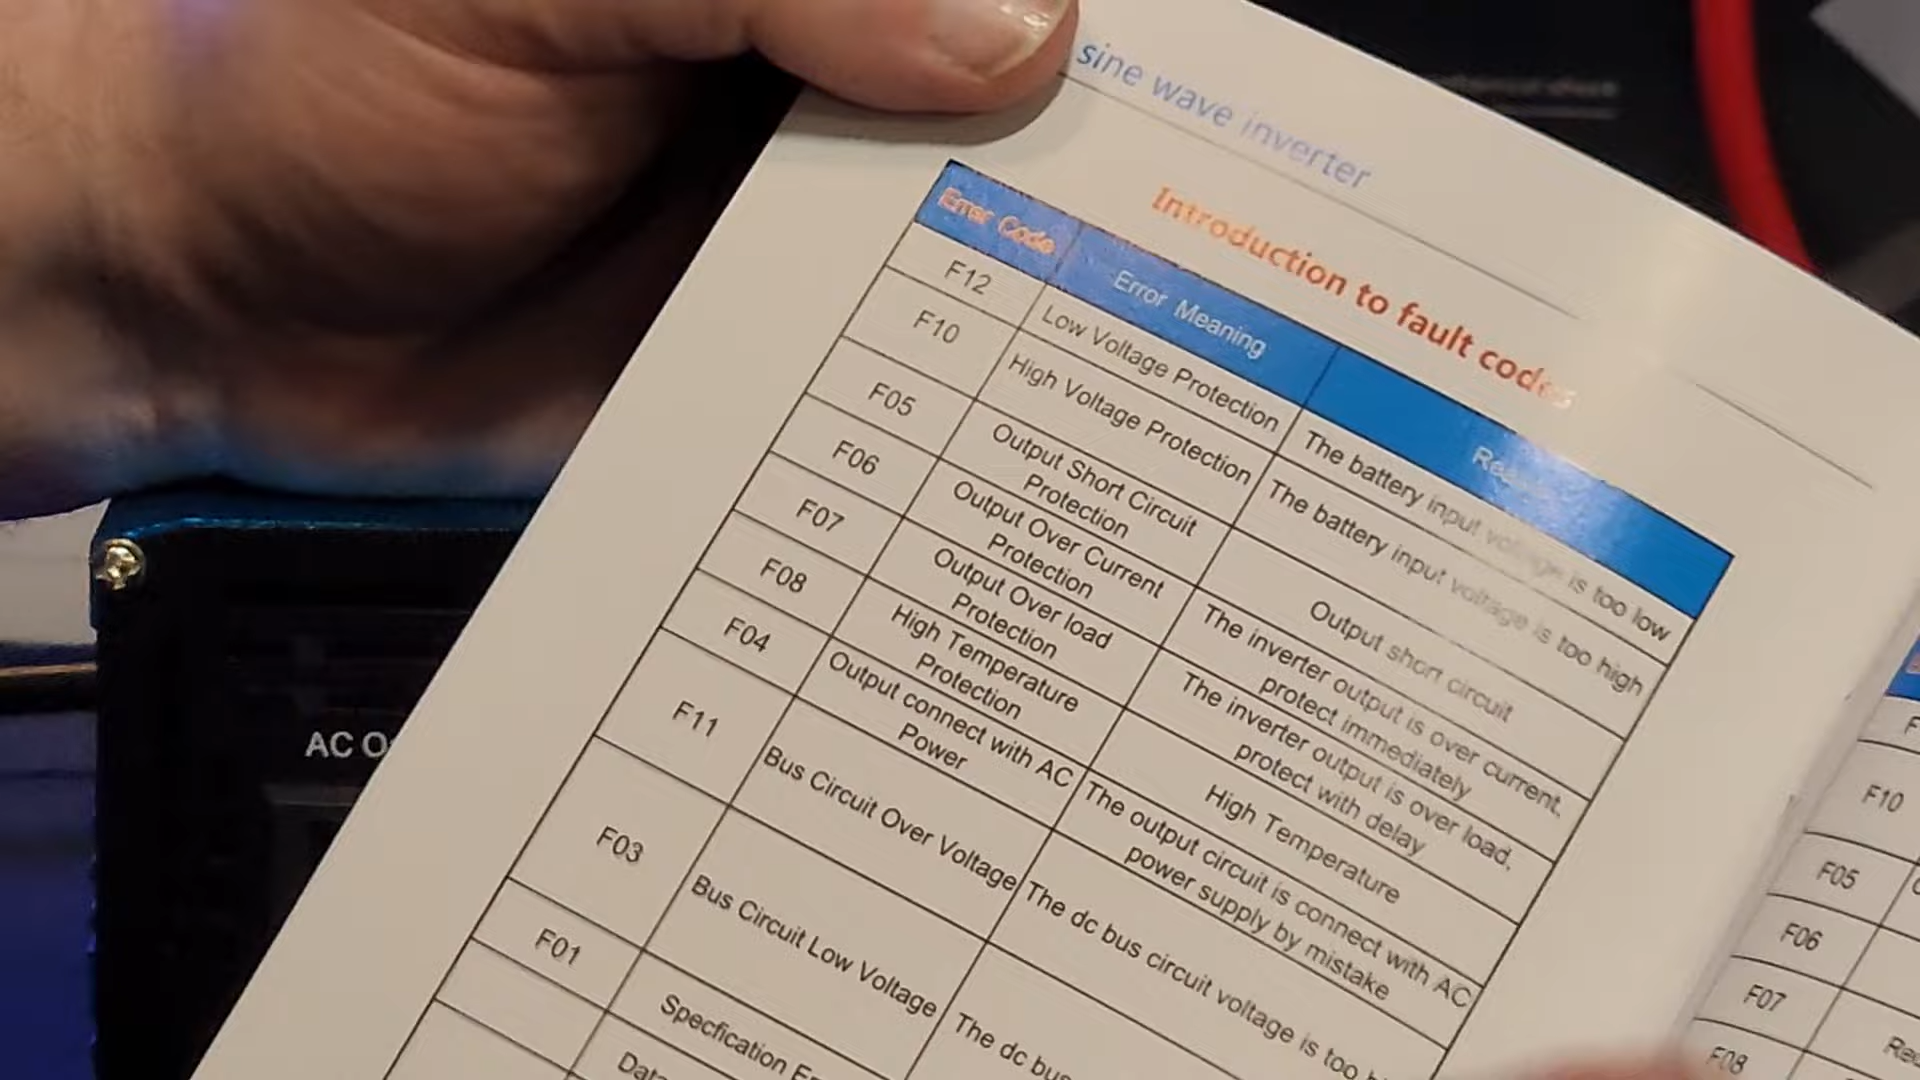 sine wave inverter
Introduction to fault codes
Error Code
Error Meaning
F12
Low Voltage Protection
The battery input voltage is too low
F10
High Voltage Protection
The battery input voltage is too high
F05
Output Short Circuit
Protection
Output short circuit
F06
Output Over Current
Protection
The inverter output is over current,
protect immediately
F07
Output Over load
Protection
The inverter output is over load,
protect with delay
F08
High Temperature
Protection
High Temperature
F04
Output connect with AC
Power
The output circuit is connect with AC
power supply by mistake
F11
Bus Circuit Over Voltage
The dc bus circuit voltage is too
F03
Bus Circuit Low Voltage
The dc bus
F01
Specfication
Data
AC
F10
F05
F06
F07
F08